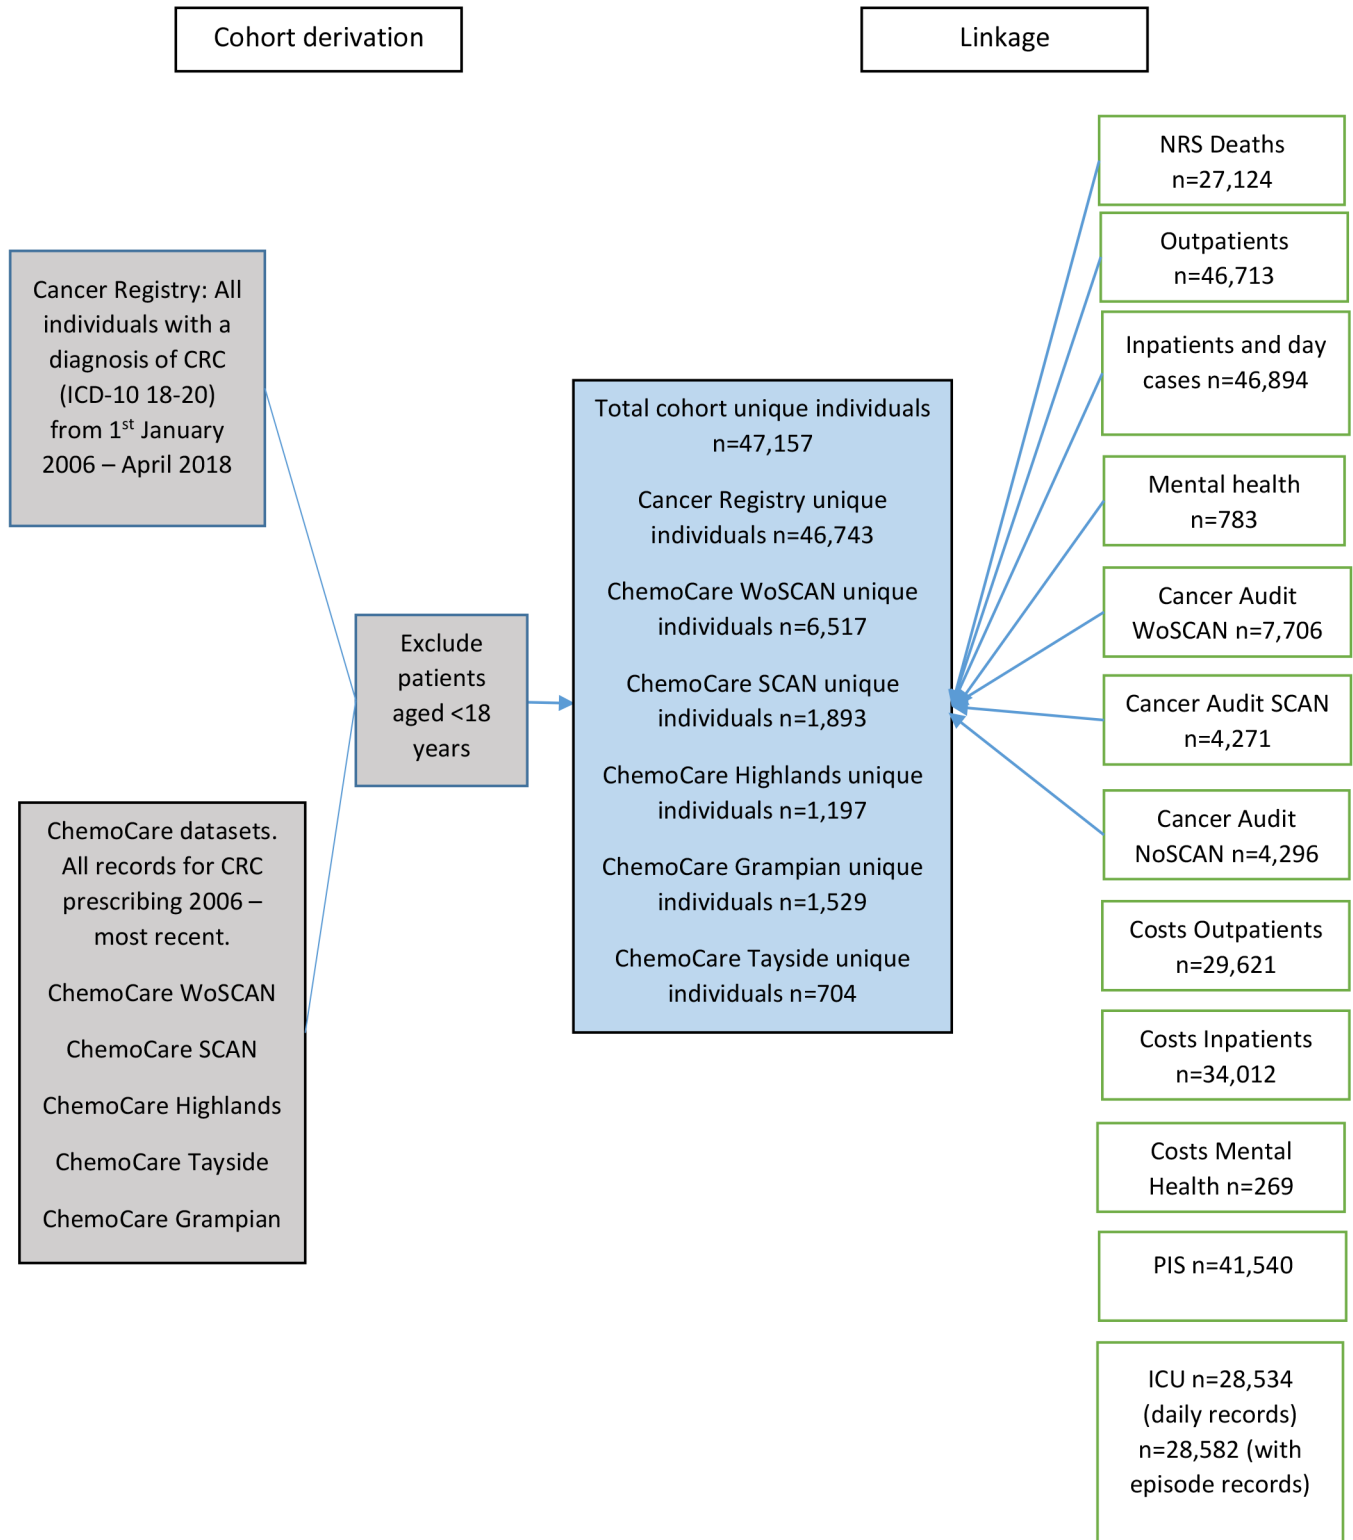 Cohort derivation
Linkage
Cancer Registry: All
individuals with a
diagnosis of CRC
(ICD-10 18-20)
from 1st January
2006 – April 2018
ChemoCare datasets.
All records for CRC
prescribing 2006 –
most recent.
ChemoCare WoSCAN
ChemoCare SCAN
ChemoCare Highlands
ChemoCare Tayside
ChemoCare Grampian
Exclude
patients
aged <18
years
Total cohort unique individuals
n=47,157
Cancer Registry unique
individuals n=46,743
ChemoCare WoSCAN unique
individuals n=6,517
ChemoCare SCAN unique
individuals n=1,893
ChemoCare Highlands unique
individuals n=1,197
ChemoCare Grampian unique
individuals n=1,529
ChemoCare Tayside unique
individuals n=704
NRS Deaths
n=27,124
Outpatients
n=46,713
Inpatients and day
cases n=46,894
Mental health
n=783
Cancer Audit
WoSCAN n=7,706
Cancer Audit SCAN
n=4,271
Cancer Audit
NoSCAN n=4,296
Costs Outpatients
n=29,621
Costs Inpatients
n=34,012
Costs Mental
Health n=269
PIS n=41,540
ICU n=28,534
(daily records)
n=28,582 (with
episode records)